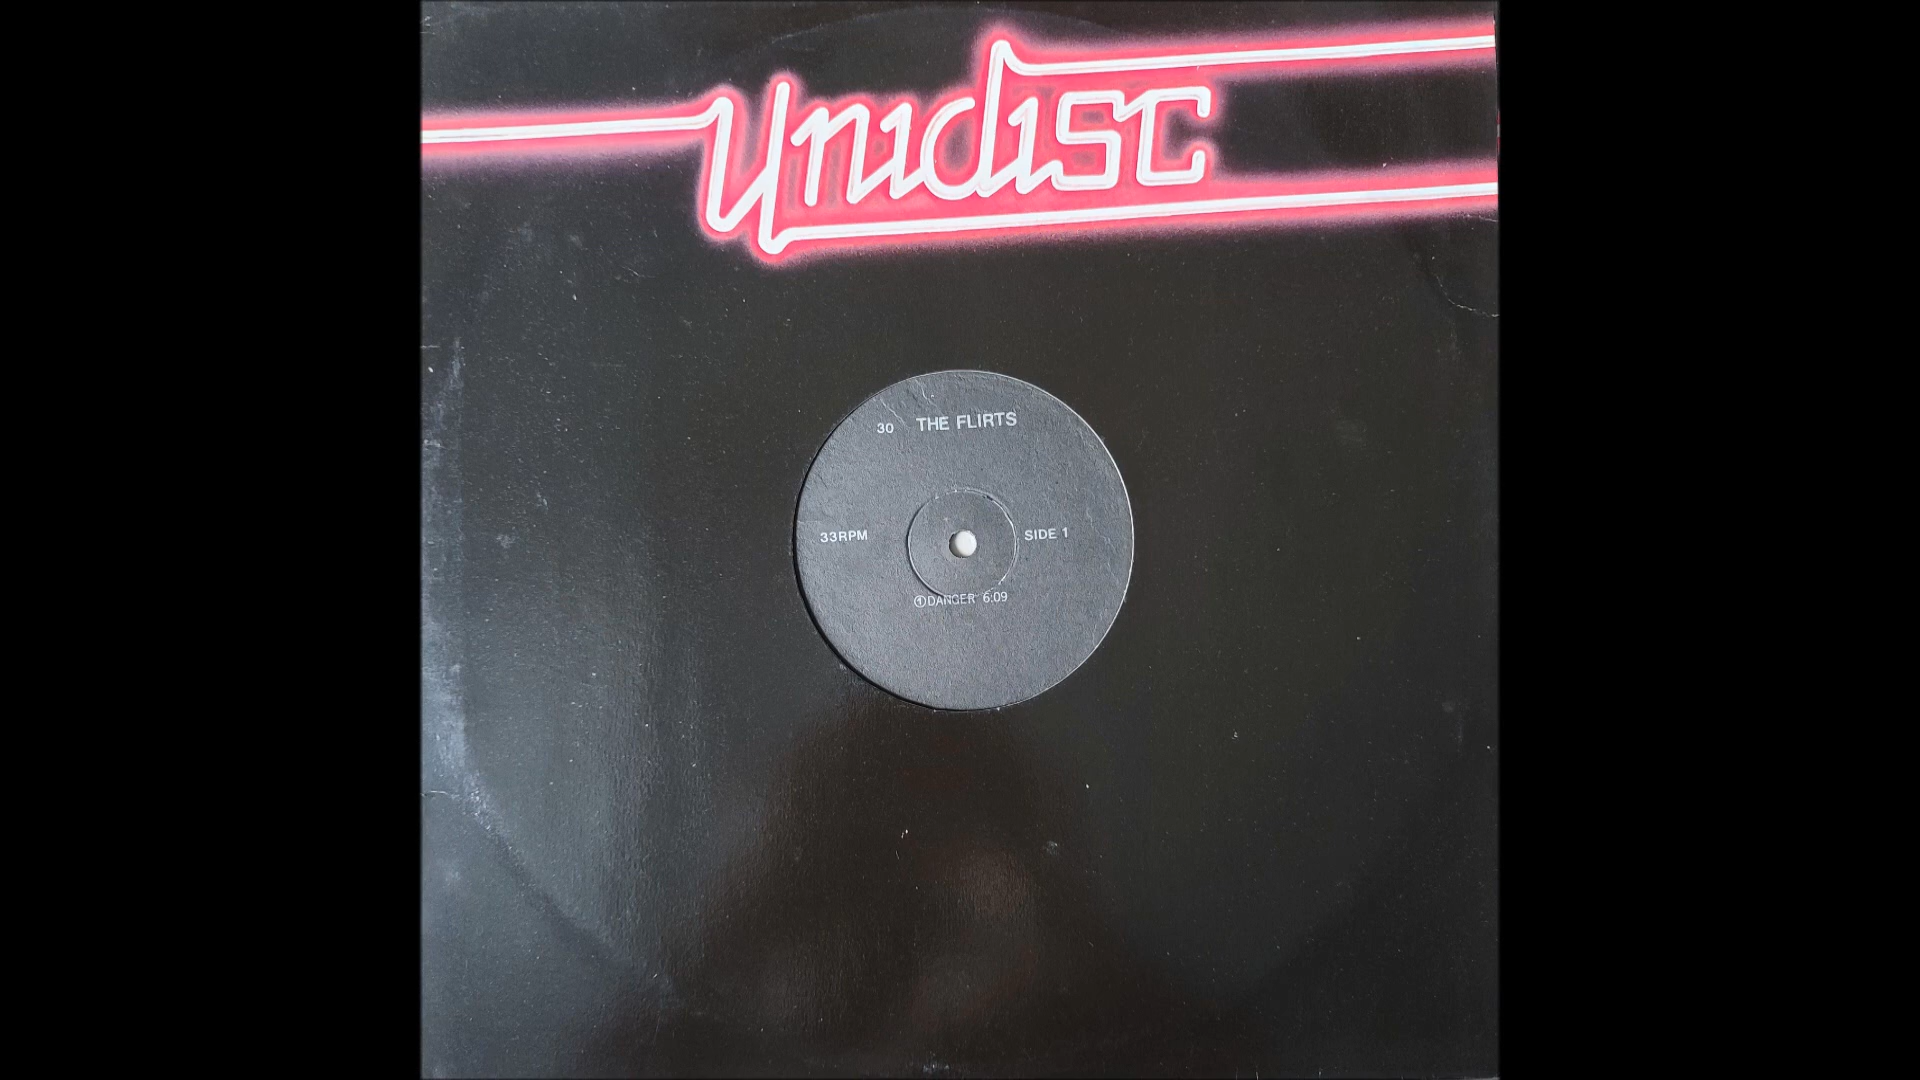 Unidisc
30 THE FLIRTS
33RPM SIDE 1
①DANGER 6:09